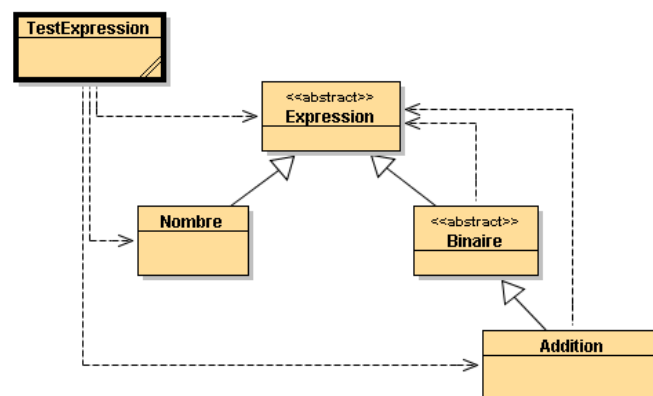 TestExpression
<<abstract>>
Expression
Nombre
<<abstract>>
Binaire
Addition